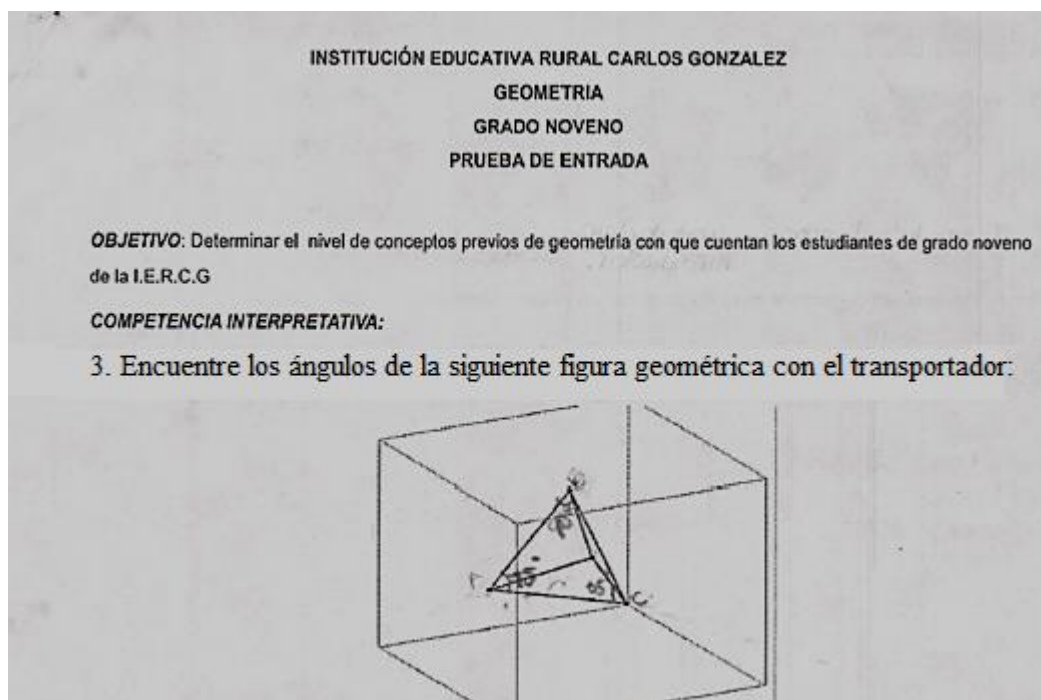 INSTITUCIÓN EDUCATIVA RURAL CARLOS GONZALEZ
GEOMETRIA
GRADO NOVENO
PRUEBA DE ENTRADA
OBJETIVO: Determinar el nivel de conceptos previos de geometria con que cuentan los estudiantes de grado noveno
de la I.E.R.C.G
COMPETENCIA INTERPRETATIVA:
3. Encuentre los ángulos de la siguiente figura geométrica con el transportador:
C